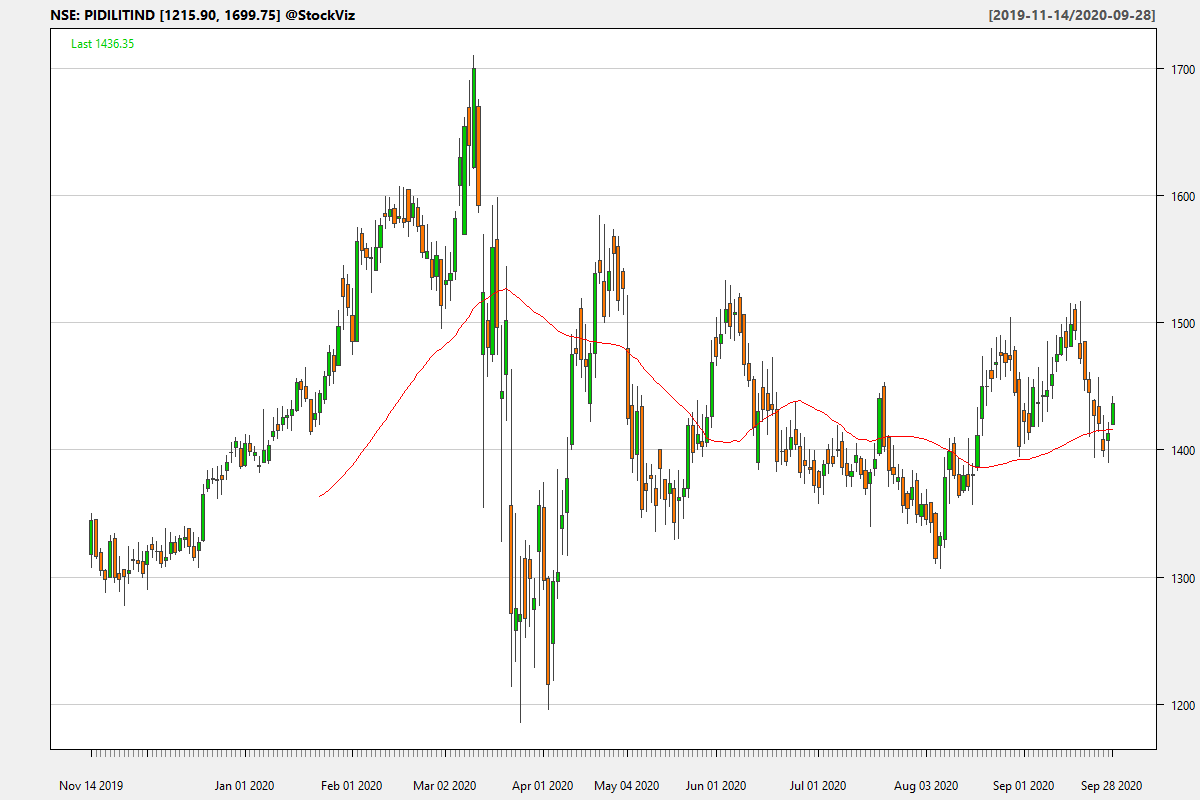 NSE: PIDILITIND [1215.90, 1699.75] @StockViz
[2019-11-14/2020-09-28]
Last 1436.35
1700
1600
1500
1400
1300
1200
Nov 14 2019 Jan 01 2020 Feb 01 2020 Mar 02 2020 Apr 01 2020 May 04 2020 Jun 01 2020 Jul 01 2020 Aug 03 2020 Sep 01 2020 Sep 28 2020